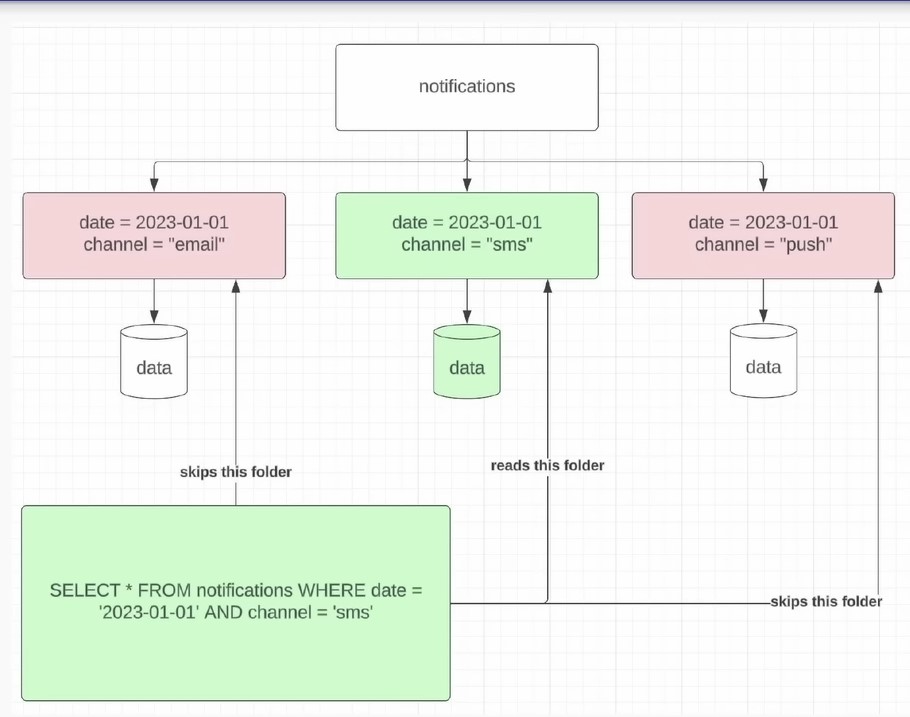 notifications
date = 2023-01-01
channel = "email"
date = 2023-01-01
channel = "sms"
date = 2023-01-01
channel = "push"
data
data
data
skips this folder
reads this folder
SELECT * FROM notifications WHERE date =
'2023-01-01' AND channel = 'sms'
skips this folder